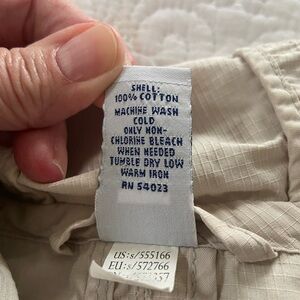 SHELL:
100% COTTON
MACHINE WASH
COLD
ONLY NON-
CHLORINE BLEACH
WHEN NEEDED
TUMBLE DRY LOW
WARM IRON
RN 54023
US:s/555166
EU:s/572766